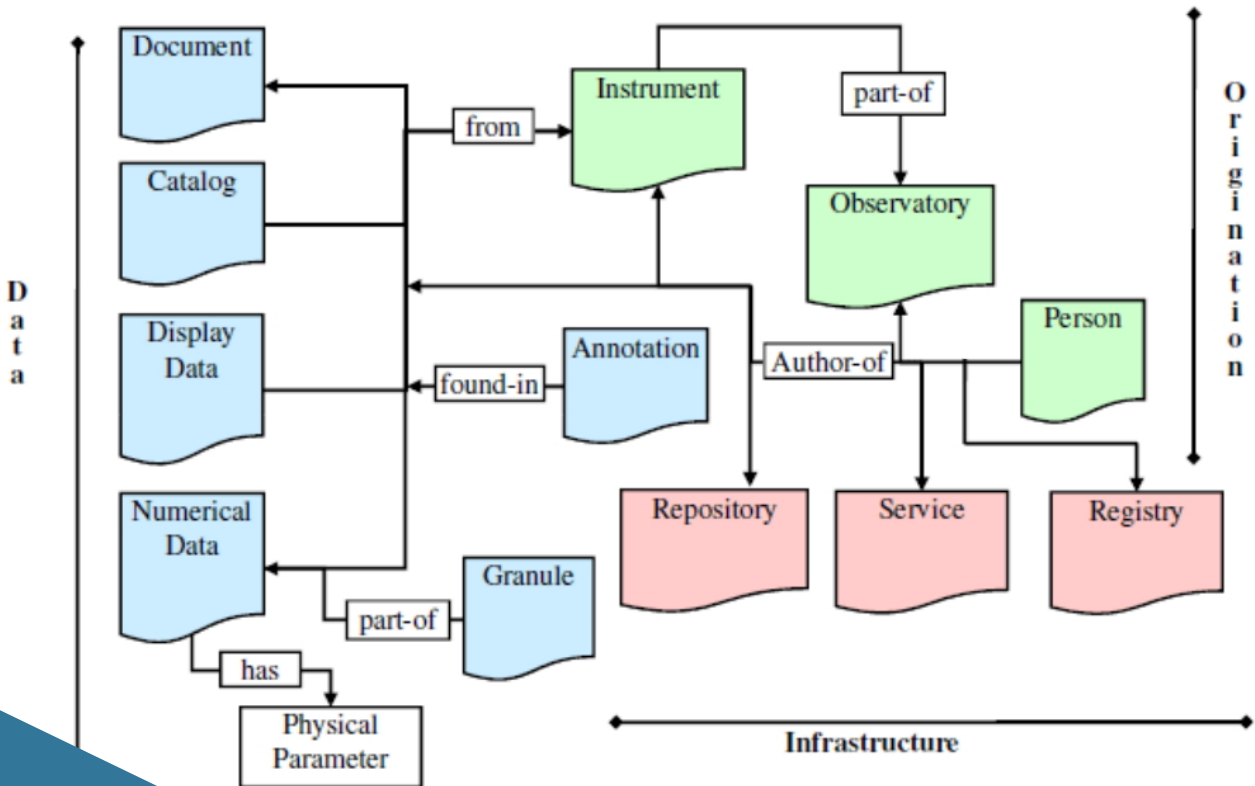 Document
Instrument
part-of
from
Catalog
Observatory
Data
Origination
Display
Data
Annotation
Person
found-in
Author-of
Numerical
Data
Repository
Service
Registry
Granule
part-of
has
Physical
Parameter
Infrastructure